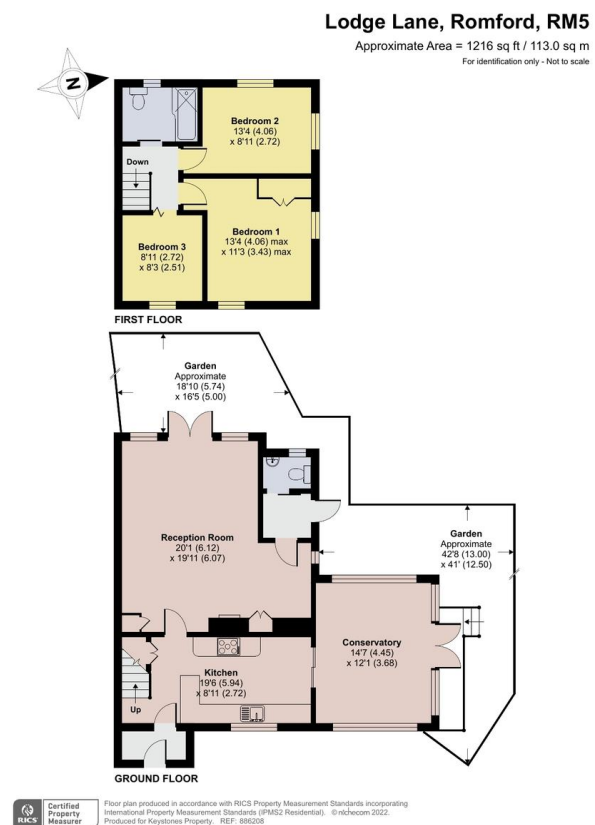 Lodge Lane, Romford, RM5
Approximate Area = 1216 sq ft / 113.0 sq m
For identification only - Not to scale
N
Bedroom 2
13'4 (4.06)
x 8'11 (2.72)
Down
Bedroom 1
13'4 (4.06) max
x 11'3 (3.43) max
Bedroom 3
8'11 (2.72)
x 8'3 (2.51)
FIRST FLOOR
Garden
Approximate
18'10 (5.74)
x 16'5 (5.00)
Reception Room
20'1 (6.12)
x 19'11 (6.07)
Garden
Approximate
42'8 (13.00)
x 41' (12.50)
Conservatory
14'7 (4.45)
x 12'1 (3.68)
Kitchen
19'6 (5.94)
x 8'11 (2.72)
Up
GROUND FLOOR
RICS
Certified
Property
Measurer
Floor plan produced in accordance with RICS Property Measurement Standards incorporating
International Property Measurement Standards (IPMS2 Residential). © nichecom 2022.
Produced for Keystones Property. REF: 886208